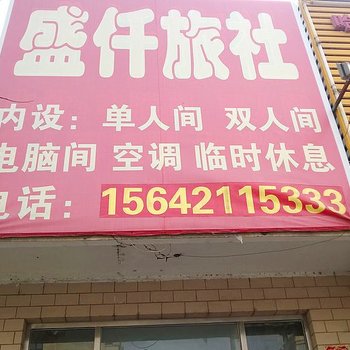 盛仟旅社
内设：单人间 双人间
电脑间 空调 临时休息
电话：15642115333